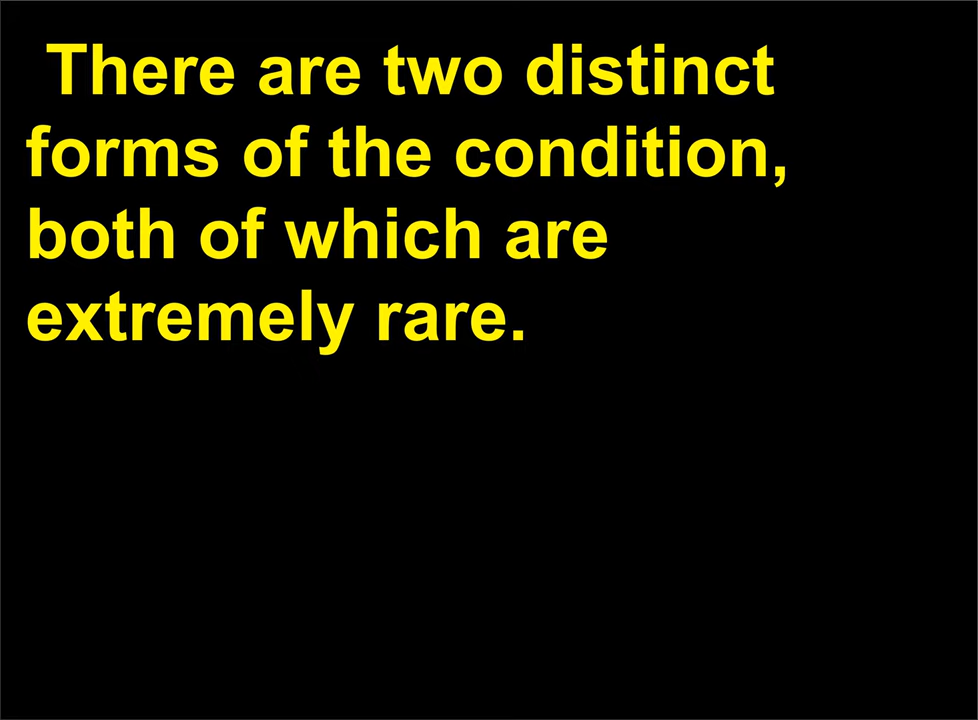 There are two distinct
forms of the condition,
both of which are
extremely rare.